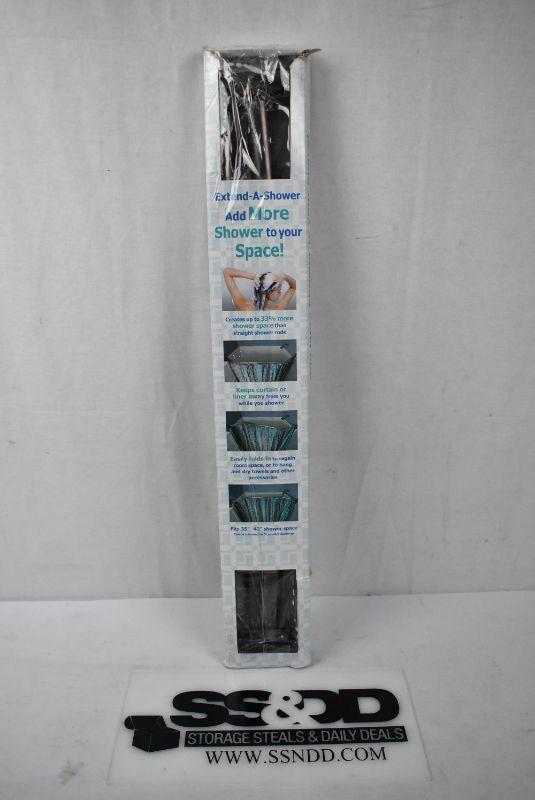 Extend-A-Shower
Add More
Shower to your
Space!
Creates up to 33% more
shower space than
straight shower rods
Keeps curtain or
liner away from you
while you shower
Easily folds in to regain
room space, or to hang
and dry towels and other
accessories
Fits 35" 42" shower space
SS&DD
STORAGE STEALS & DAILY DEALS
WWW.SSNDD.COM